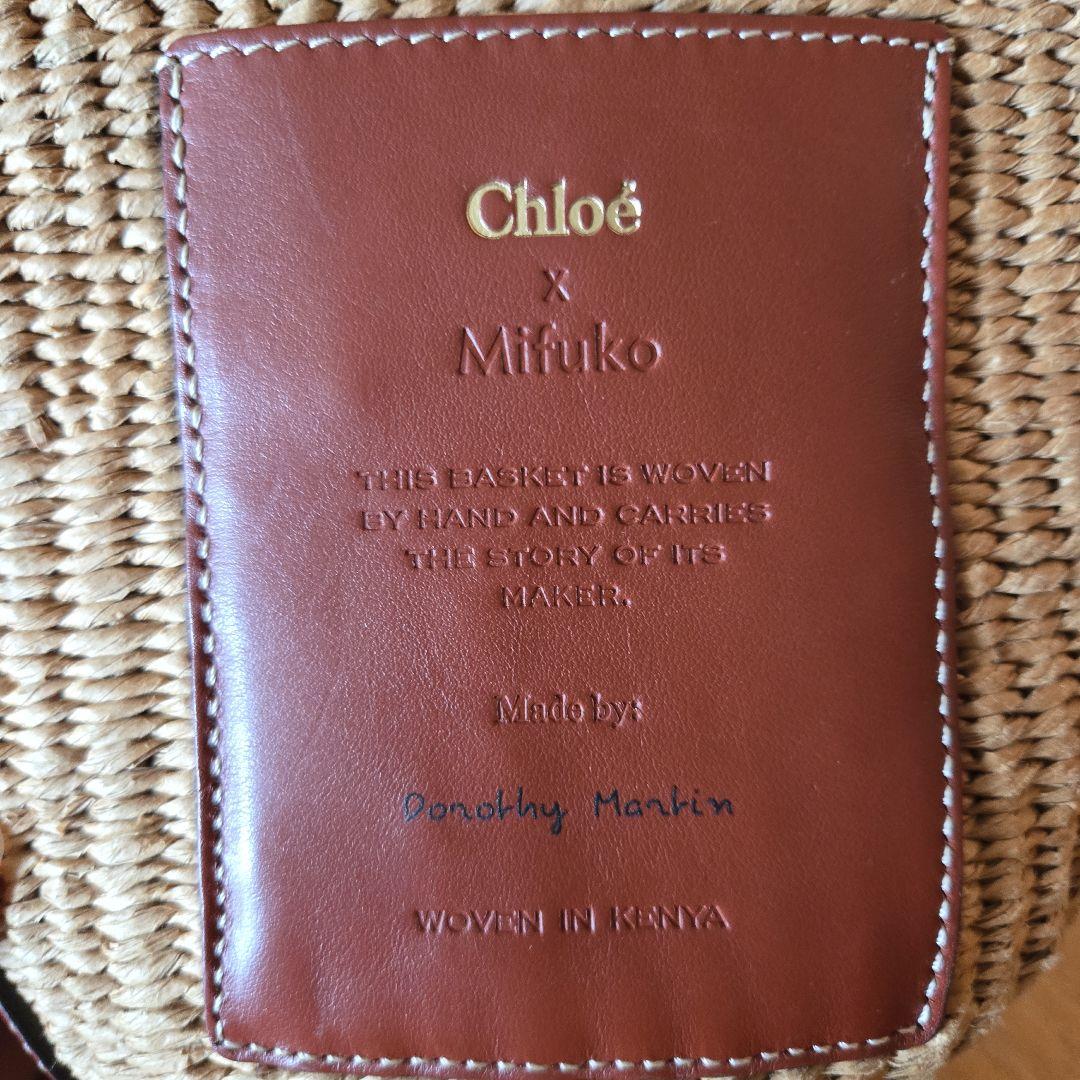 Chloé
x
Mifuko
THIS BASKET IS WOVEN
BY HAND AND CARRIES
THE STORY OF ITS
MAKER.
Made by:
Dorothy Martin
WOVEN IN KENYA